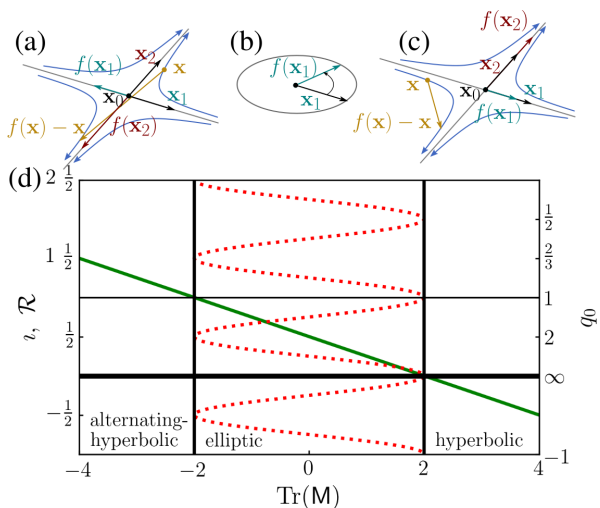 (a) (b) (c)
x₂ f(x₁) x x₀ x₁ f(x₂) f(x) − x
f(x₁) x₁
f(x₂) x₂ x x₀ x₁ f(x₁) f(x) − x
(d)
2 ½
½
1 ½
⅔
1
½
2
∞
−½
−1
i, ℛ
q₀
alternating-
hyperbolic
elliptic
hyperbolic
−4 −2 0 2 4
Tr(M)